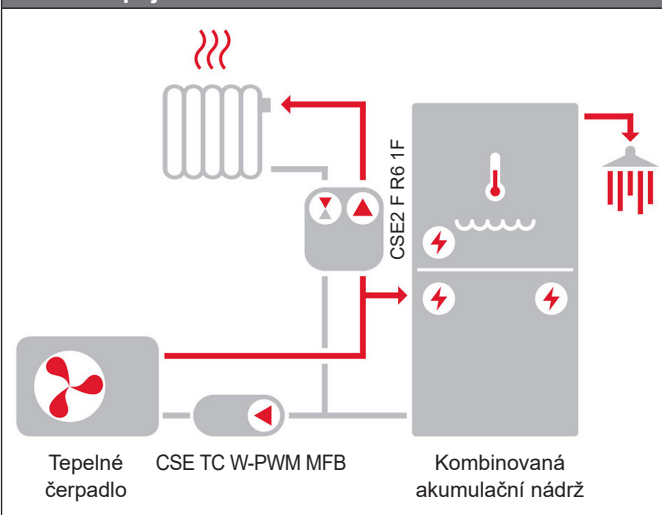 CSE2 F R6 1F
Tepelné
čerpadlo
CSE TC W-PWM MFB
Kombinovaná
akumulační nádrž